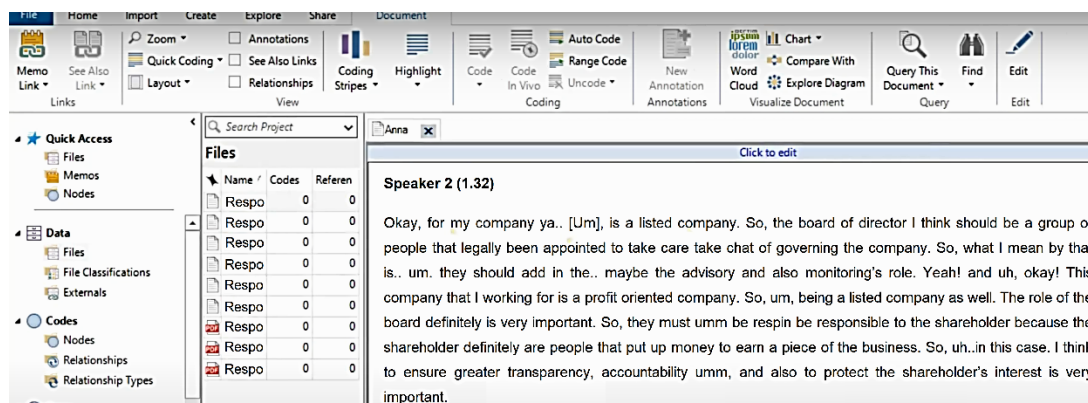 File Home Import Create Explore Share Document
Memo Link
See Also Link
Links
Zoom
Quick Coding
Layout
Annotations
See Also Links
Relationships
Coding Stripes
Highlight
View
Code
Code In Vivo
Auto Code
Range Code
Uncode
Coding
New Annotation
Annotations
lorem
dolor
Word Cloud
Chart
Compare With
Explore Diagram
Visualize Document
Query This Document
Find
Query
Edit
Edit
Quick Access
Files
Memos
Nodes
Data
Files
File Classifications
Externals
Codes
Nodes
Relationships
Relationship Types
Search Project
Files
Name Codes Referen
Respo 0 0
Respo 0 0
Respo 0 0
Respo 0 0
Respo 0 0
Respo 0 0
PDF Respo 0 0
PDF Respo 0 0
PDF Respo 0 0
Anna
Click to edit
Speaker 2 (1.32)
Okay, for my company ya.. [Um], is a listed company. So, the board of director I think should be a group o
people that legally been appointed to take care take chat of governing the company. So, what I mean by tha
is.. um. they should add in the.. maybe the advisory and also monitoring's role. Yeah! and uh, okay! This
company that I working for is a profit oriented company. So, um, being a listed company as well. The role of the
board definitely is very important. So, they must umm be respin be responsible to the shareholder because the
shareholder definitely are people that put up money to earn a piece of the business. So, uh..in this case. I think
to ensure greater transparency, accountability umm, and also to protect the shareholder's interest is very
important.